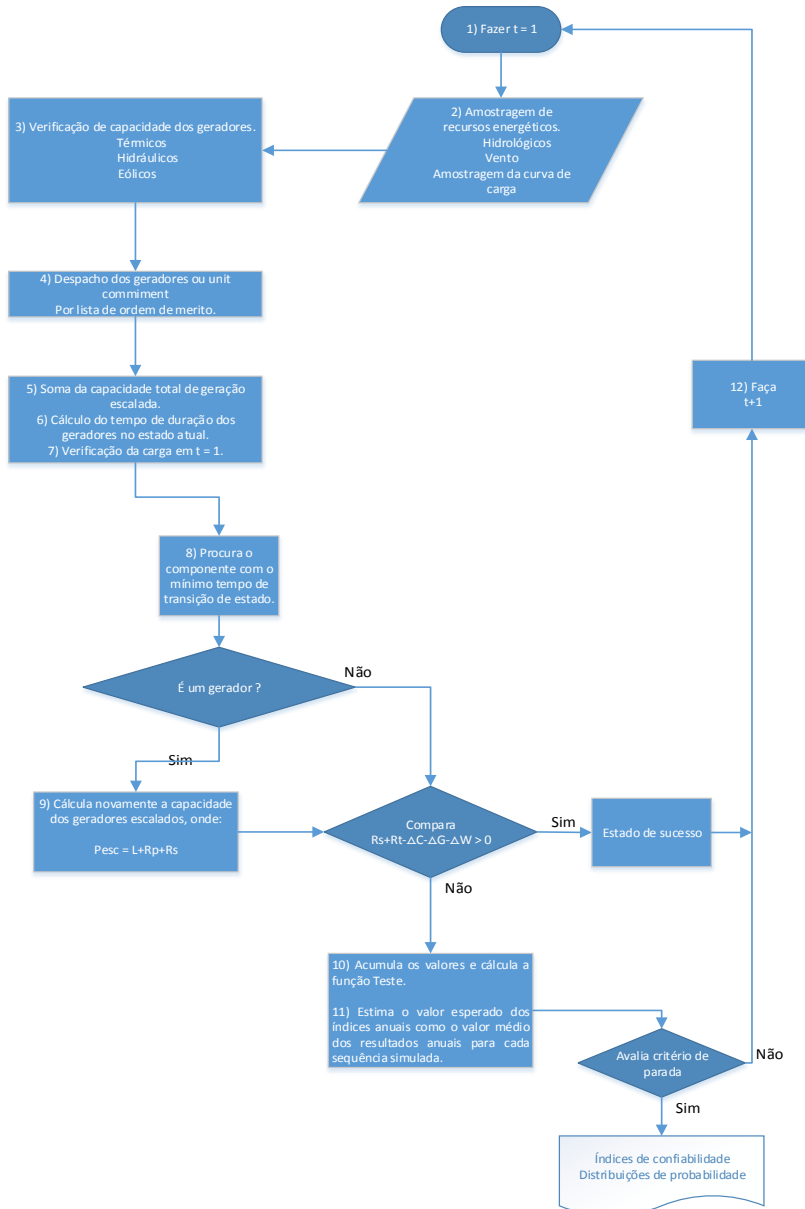 1) Fazer t = 1
2) Amostragem de
recursos energéticos.
Hidrológicos
Vento
Amostragem da curva de
carga
3) Verificação de capacidade dos geradores.
Térmicos
Hidráulicos
Eólicos
4) Despacho dos geradores ou unit
commiment
Por lista de ordem de merito.
5) Soma da capacidade total de geração
escalada.
6) Cálculo do tempo de duração dos
geradores no estado atual.
7) Verificação da carga em t = 1.
12) Faça
t+1
8) Procura o
componente com o
mínimo tempo de
transição de estado.
É um gerador ?
Não
Sim
9) Cálcula novamente a capacidade
dos geradores escalados, onde:
Pesc = L+Rp+Rs
Compara
Rs+Rt-△C-△G-△W > 0
Sim
Estado de sucesso
Não
10) Acumula os valores e cálcula a
função Teste.
11) Estima o valor esperado dos
índices anuais como o valor médio
dos resultados anuais para cada
sequência simulada.
Avalia critério de
parada
Não
Sim
Índices de confiabilidade
Distribuições de probabilidade